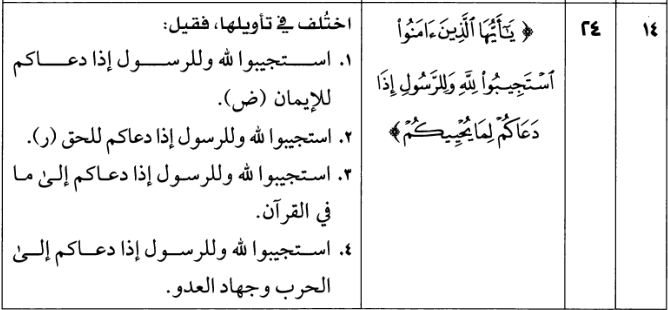 ١٤
٢٤
﴿ يَٰٓأَيُّهَا ٱلَّذِينَ ءَامَنُوا۟
ٱسْتَجِيبُوا۟ لِلَّهِ وَلِلرَّسُولِ إِذَا
دَعَاكُمْ لِمَا يُحْيِيكُمْ﴾
اختُلف في تأويلها، فقيل:
١. استجيبوا لله وللرسول إذا دعاكم
للإيمان (ض).
٢. استجيبوا لله وللرسول إذا دعاكم للحق (ر).
٣. استجيبوا لله وللرسول إذا دعاكم إلىٰ ما
في القرآن.
٤. استجيبوا لله وللرسول إذا دعاكم إلىٰ
الحرب وجهاد العدو.